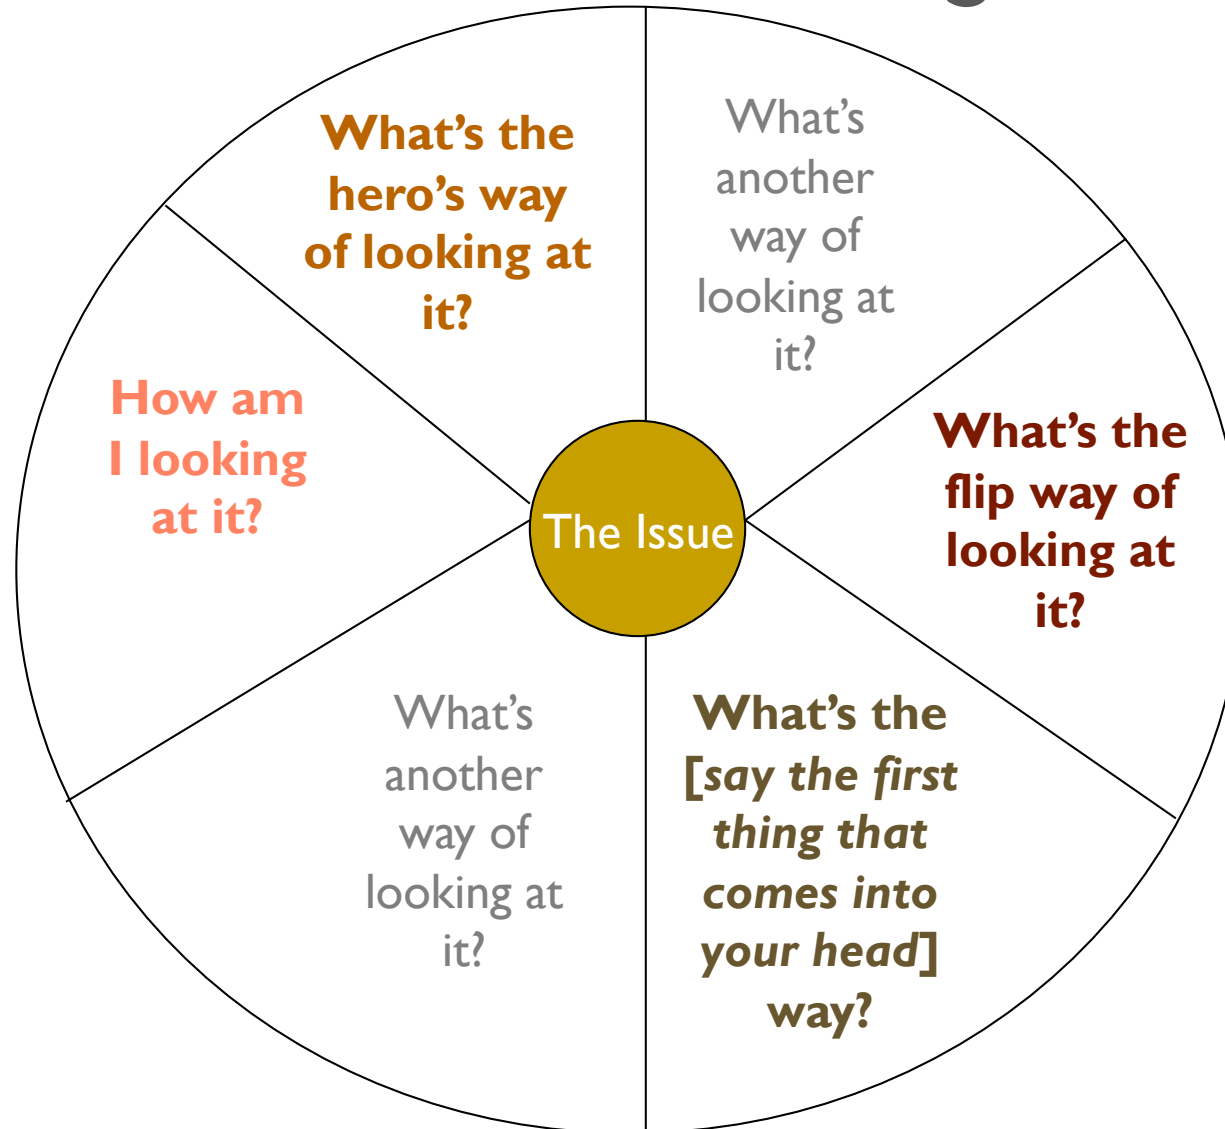 What's the
hero's way
of looking at
it?
What's
another
way of
looking at
it?
How am
I looking
at it?
The Issue
What's the
flip way of
looking at
it?
What's
another
way of
looking at
it?
What's the
[say the first
thing that
comes into
your head]
way?